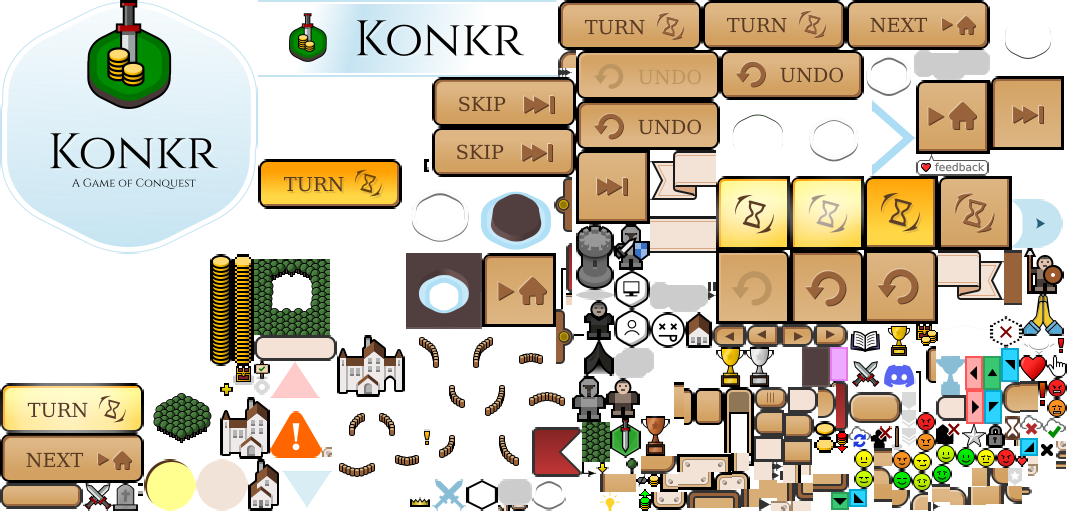 KONKR
A GAME OF CONQUEST
KONKR
TURN
TURN
NEXT
UNDO
UNDO
SKIP
UNDO
SKIP
feedback
TURN
TURN
NEXT